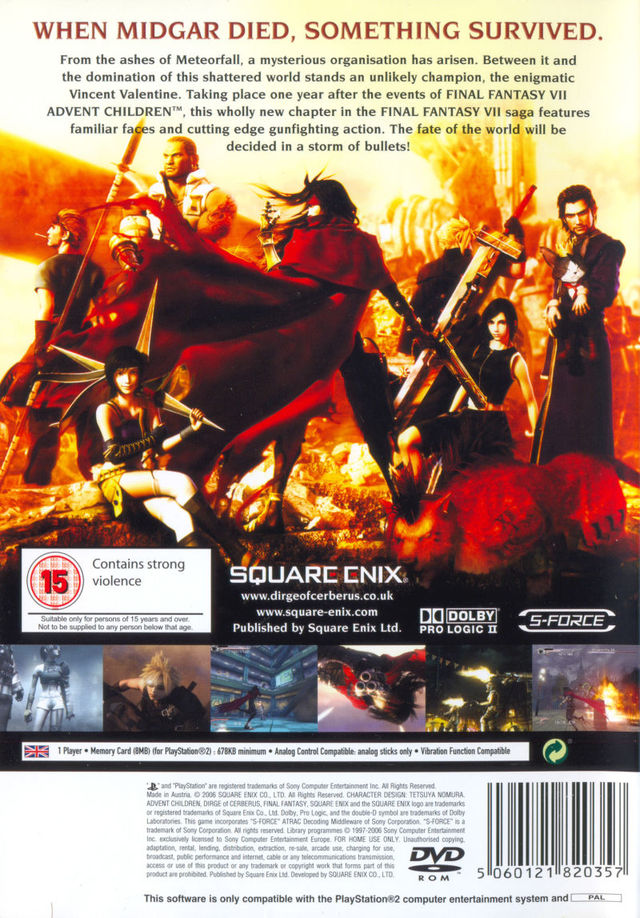 WHEN MIDGAR DIED, SOMETHING SURVIVED.
From the ashes of Meteorfall, a mysterious organisation has arisen. Between it and
the domination of this shattered world stands an unlikely champion, the enigmatic
Vincent Valentine. Taking place one year after the events of FINAL FANTASY VII
ADVENT CHILDREN™, this wholly new chapter in the FINAL FANTASY VII saga features
familiar faces and cutting edge gunfighting action. The fate of the world will be
decided in a storm of bullets!
15
Contains strong
violence
Suitable only for persons of 15 years and over.
Not to be supplied to any person below that age.
SQUARE ENIX®
www.dirgeofcerberus.co.uk
www.square-enix.com
Published by Square Enix Ltd.
DOLBY
PRO LOGIC II
S-FORCE
1 Player • Memory Card (8MB) (for PlayStation®2) : 678KB minimum • Analog Control Compatible: analog sticks only • Vibration Function Compatible
and "PlayStation" are registered trademarks of Sony Computer Entertainment Inc. All Rights Reserved.
Made in Austria. © 2006 SQUARE ENIX CO., LTD. All Rights Reserved. CHARACTER DESIGN: TETSUYA NOMURA.
ADVENT CHILDREN, DIRGE of CERBERUS, FINAL FANTASY, SQUARE ENIX and the SQUARE ENIX logo are trademarks
or registered trademarks of Square Enix Co., Ltd. Dolby, Pro Logic, and the double-D symbol are trademarks of Dolby
Laboratories. This game incorporates "S-FORCE" ATRAC Decoding Middleware of Sony Corporation. "S-FORCE" is a
trademark of Sony Corporation. All rights reserved. Library programmes © 1997-2006 Sony Computer Entertainment
Inc. exclusively licensed to Sony Computer Entertainment Europe. FOR HOME USE ONLY. Unauthorised copying,
adaptation, rental, lending, distribution, extraction, re-sale, arcade use, charging for use,
broadcast, public performance and internet, cable or any telecommunications transmission,
access or use of this product or any trademark or copyright work that forms part of this
product are prohibited. Published by Square Enix Ltd. Developed by SQUARE ENIX CO., LTD.
DVD
ROM
5 060121 820357
This software is only compatible with the PlayStation®2 computer entertainment system and PAL